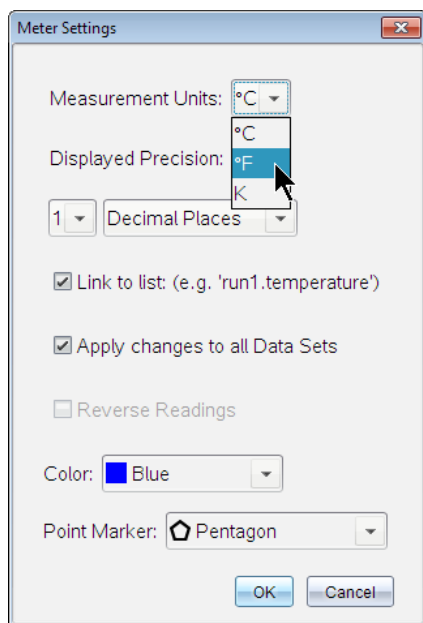 Meter Settings
Measurement Units: °C
°C
Displayed Precision: °F
K
1 Decimal Places
Link to list: (e.g. 'run1.temperature')
Apply changes to all Data Sets
Reverse Readings
Color: Blue
Point Marker: Pentagon
OK Cancel